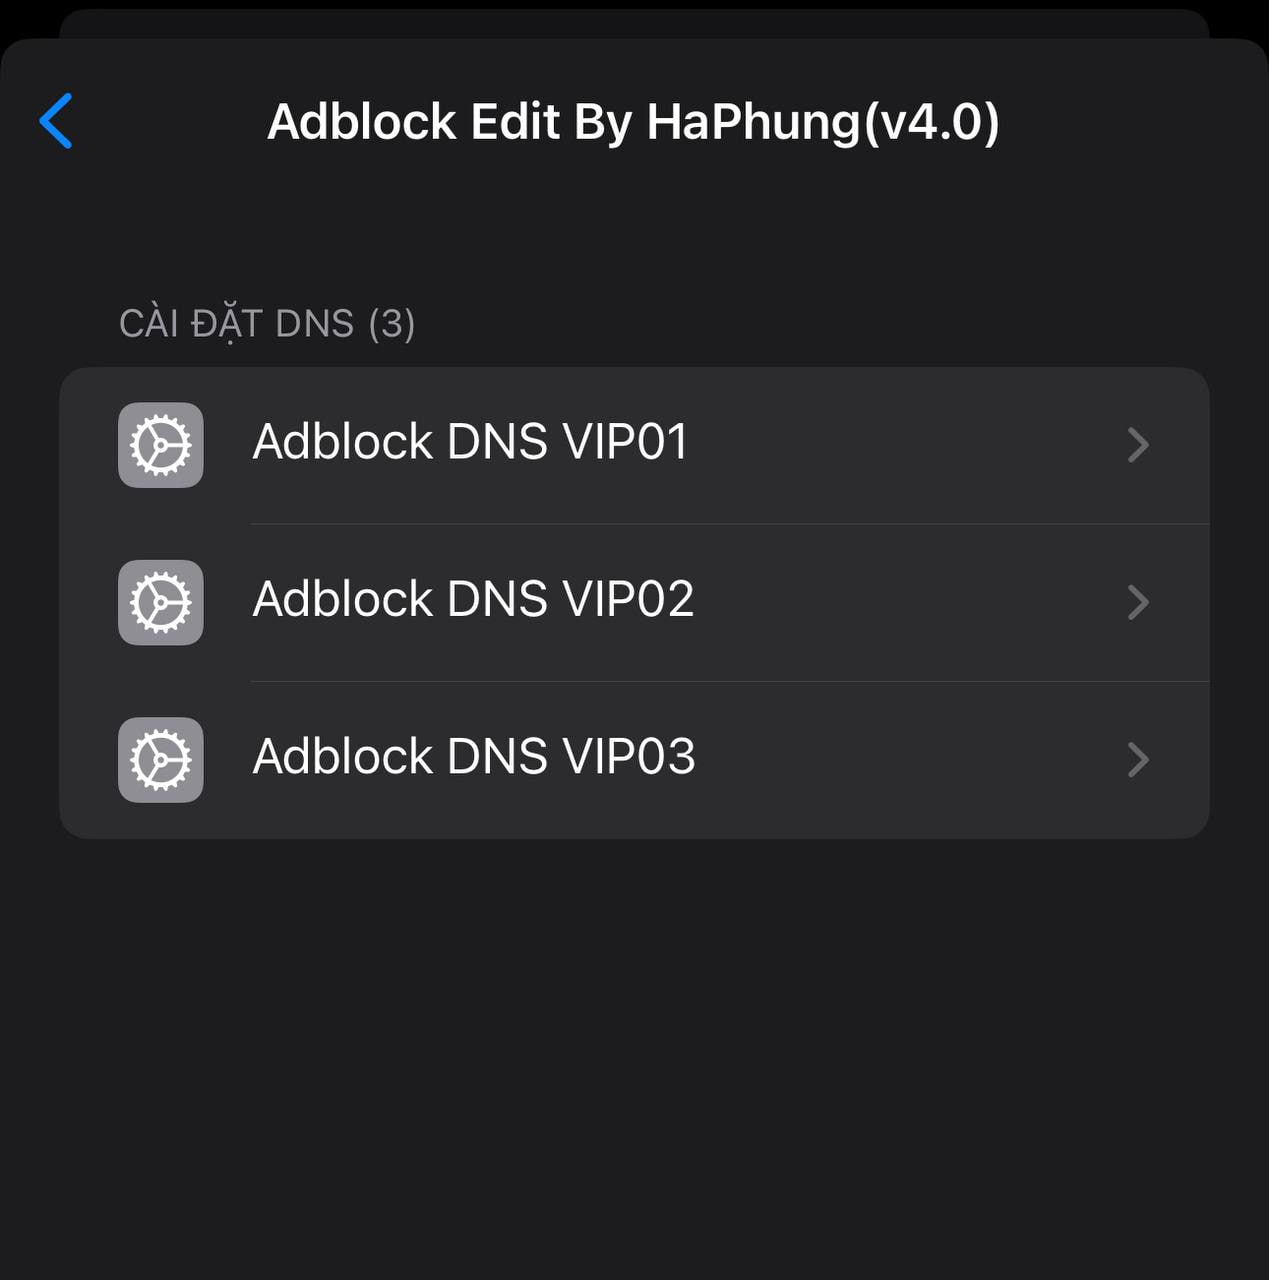 Adblock Edit By HaPhung(v4.0)
CÀI ĐẶT DNS (3)
Adblock DNS VIP01
Adblock DNS VIP02
Adblock DNS VIP03